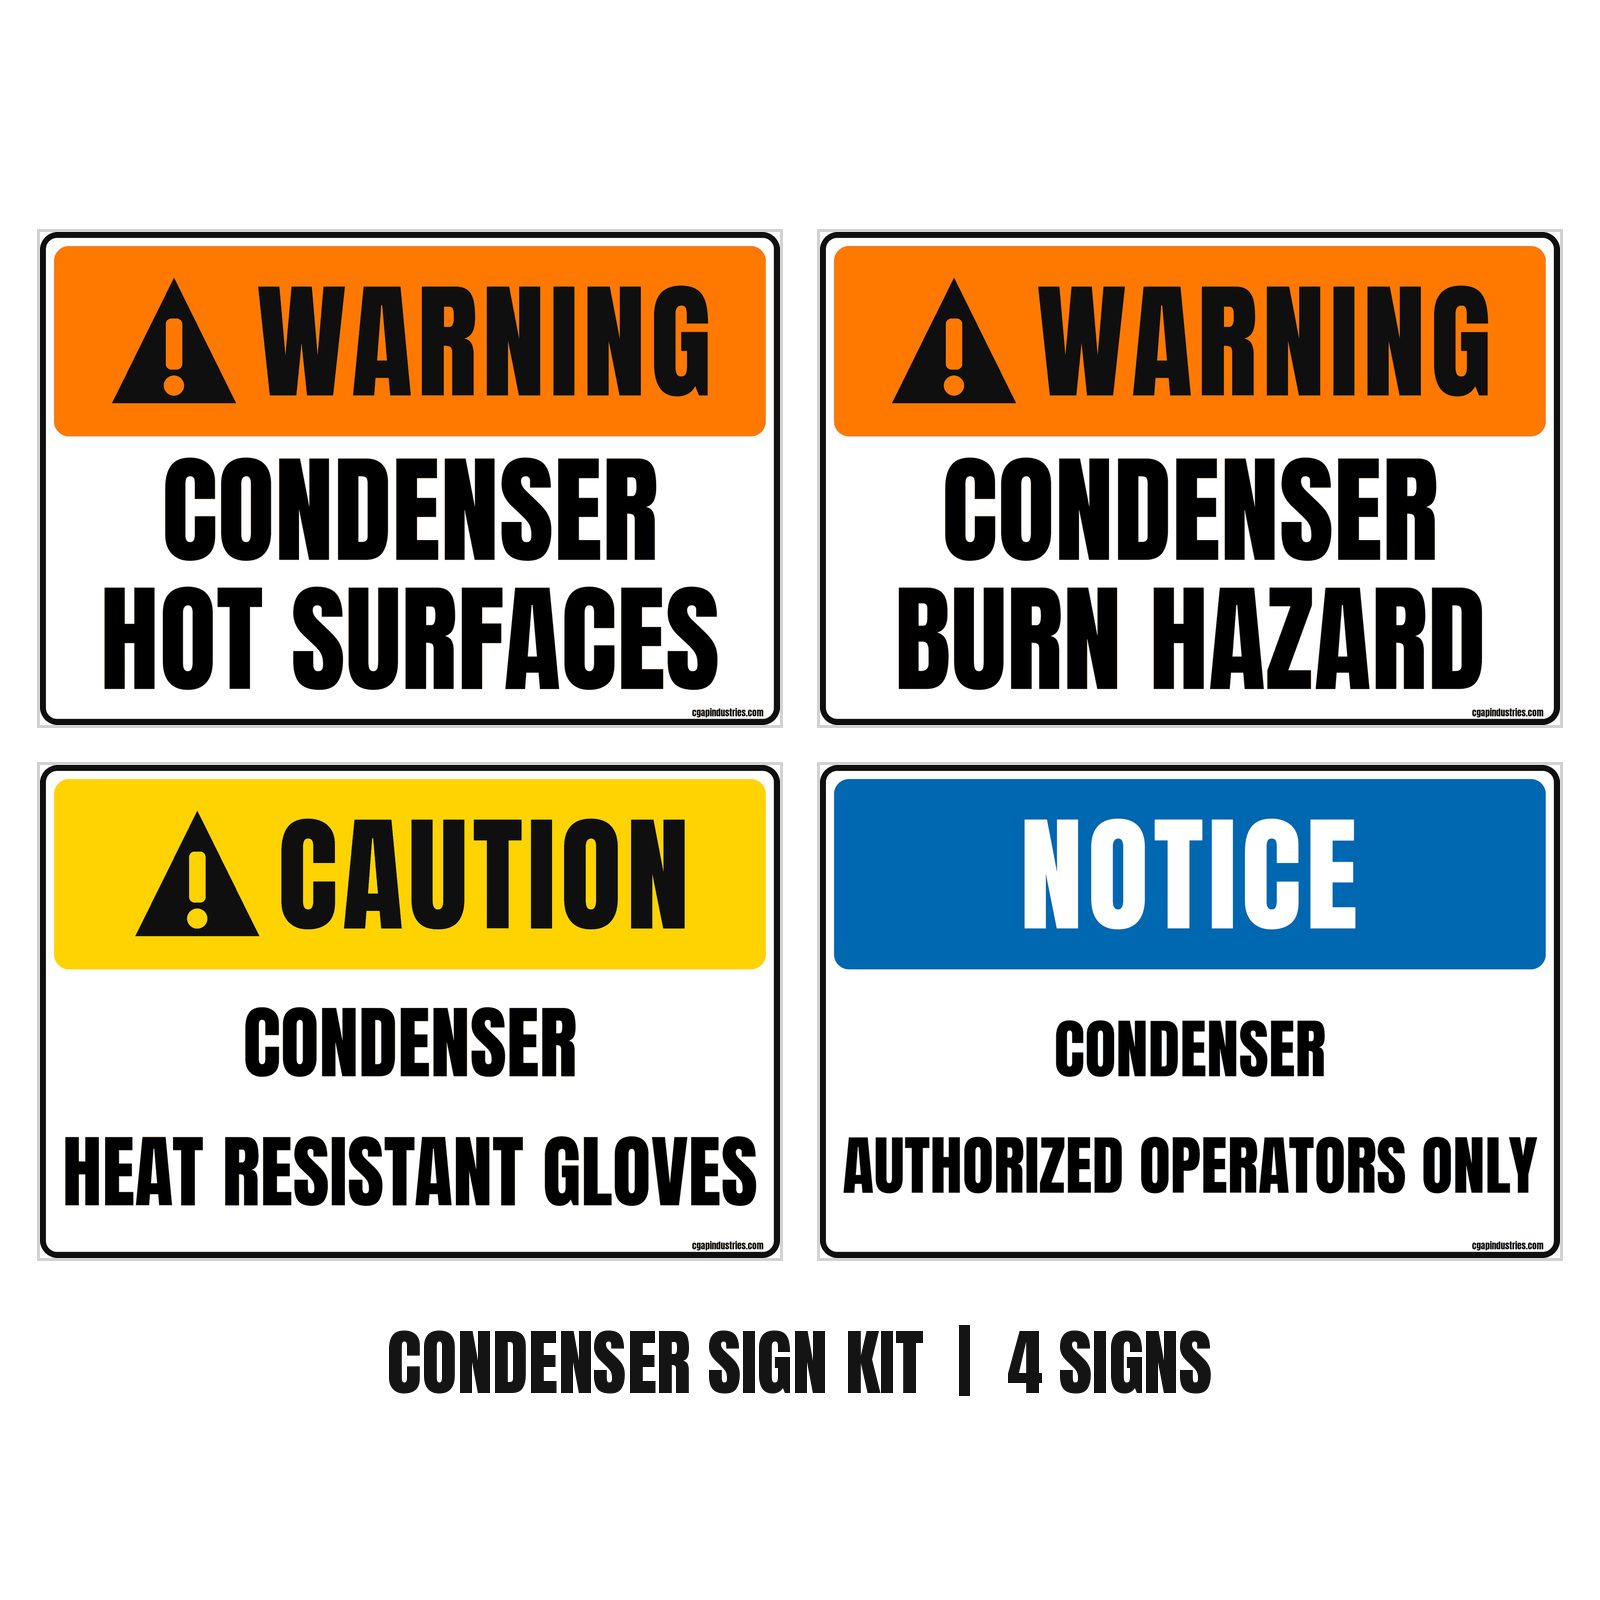 WARNING
CONDENSER
HOT SURFACES
cgapindustries.com
WARNING
CONDENSER
BURN HAZARD
cgapindustries.com
CAUTION
CONDENSER
HEAT RESISTANT GLOVES
cgapindustries.com
NOTICE
CONDENSER
AUTHORIZED OPERATORS ONLY
cgapindustries.com
CONDENSER SIGN KIT | 4 SIGNS